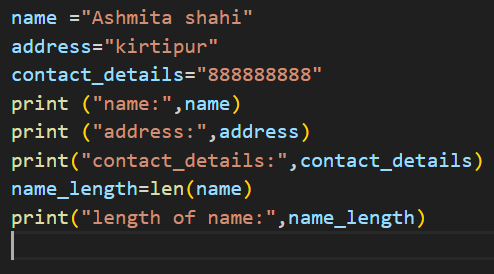 name ="Ashmita shahi"
address="kirtipur"
contact_details="888888888"
print ("name:",name)
print ("address:",address)
print("contact_details:",contact_details)
name_length=len(name)
print("length of name:",name_length)